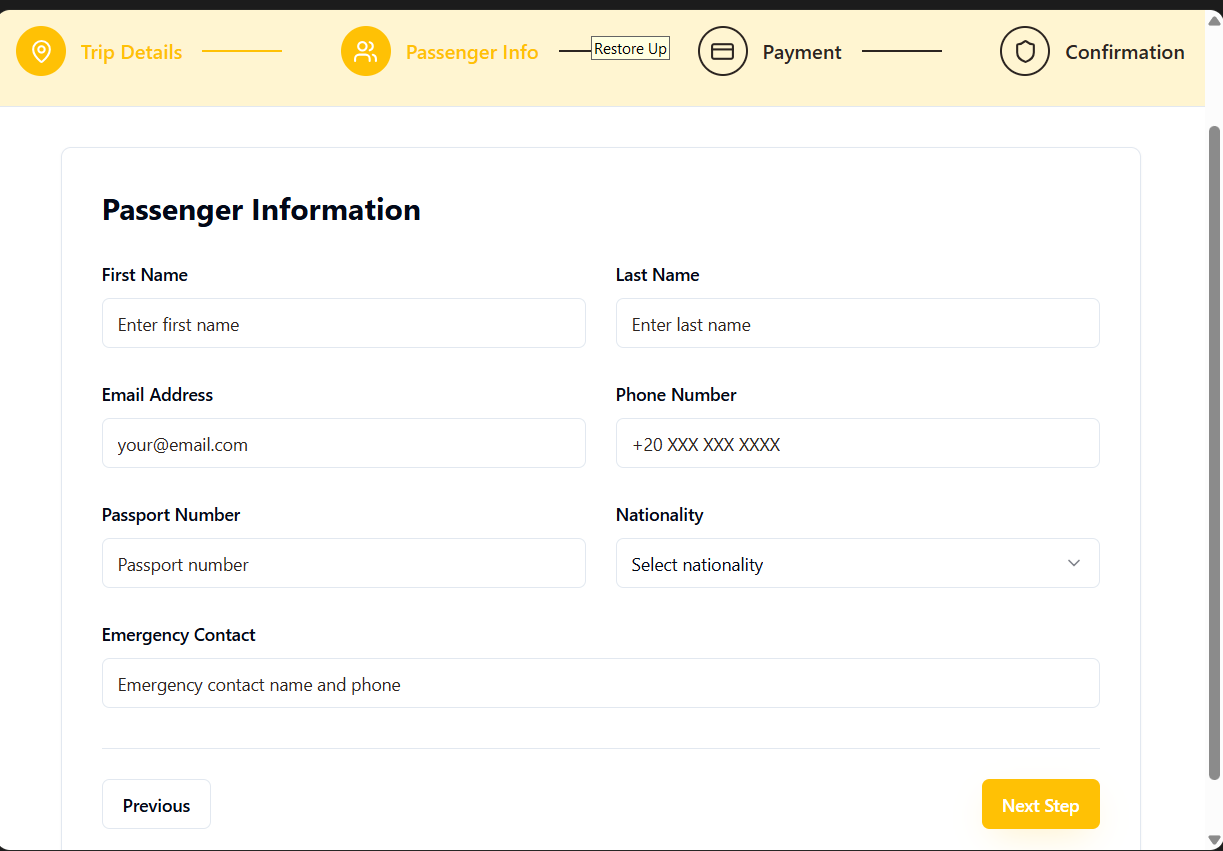 Trip Details
Passenger Info
Restore Up
Payment
Confirmation
Passenger Information
First Name
Last Name
Enter first name
Enter last name
Email Address
Phone Number
your@email.com
+20 XXX XXX XXXX
Passport Number
Nationality
Passport number
Select nationality
Emergency Contact
Emergency contact name and phone
Previous
Next Step